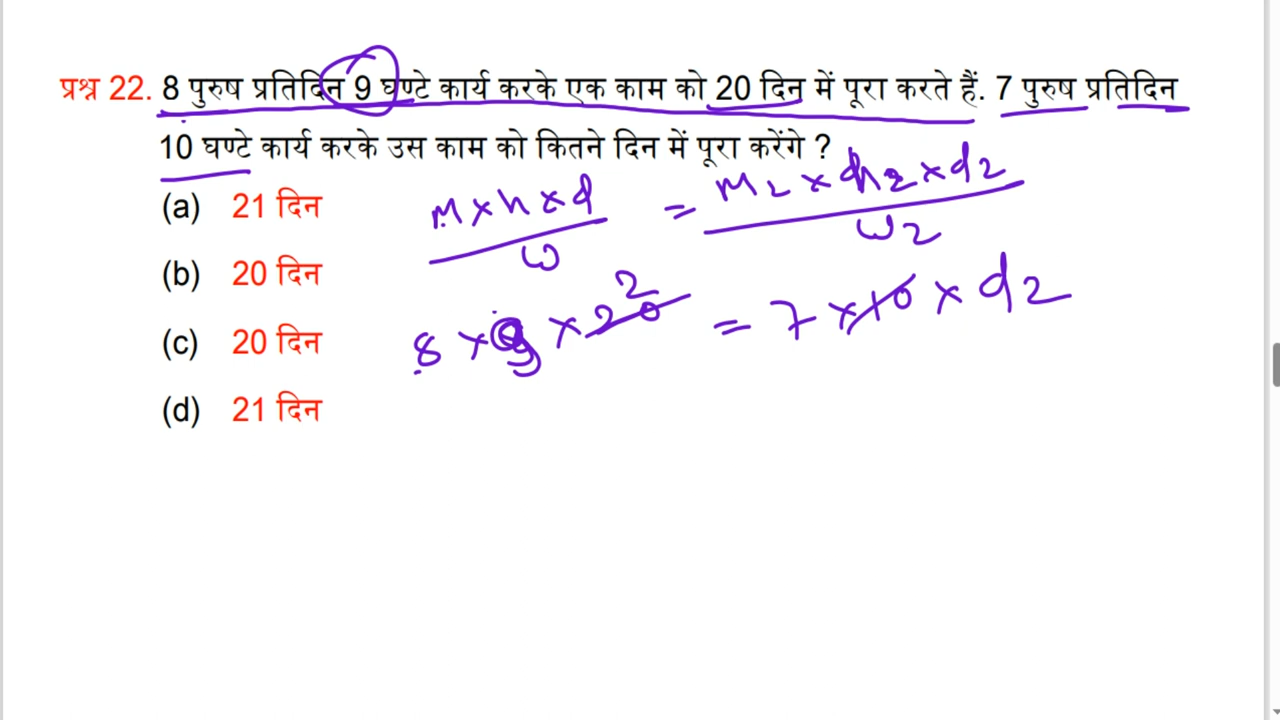 प्रश्न 22. 8 पुरुष प्रतिदिन 9 घण्टे कार्य करके एक काम को 20 दिन में पूरा करते हैं. 7 पुरुष प्रतिदिन
10 घण्टे कार्य करके उस काम को कितने दिन में पूरा करेंगे ?
(a) 21 दिन
(b) 20 दिन
(c) 20 दिन
(d) 21 दिन
M×h×d / w = M2×h2×d2 / w2
8×9×20 2 = 7×10×d2